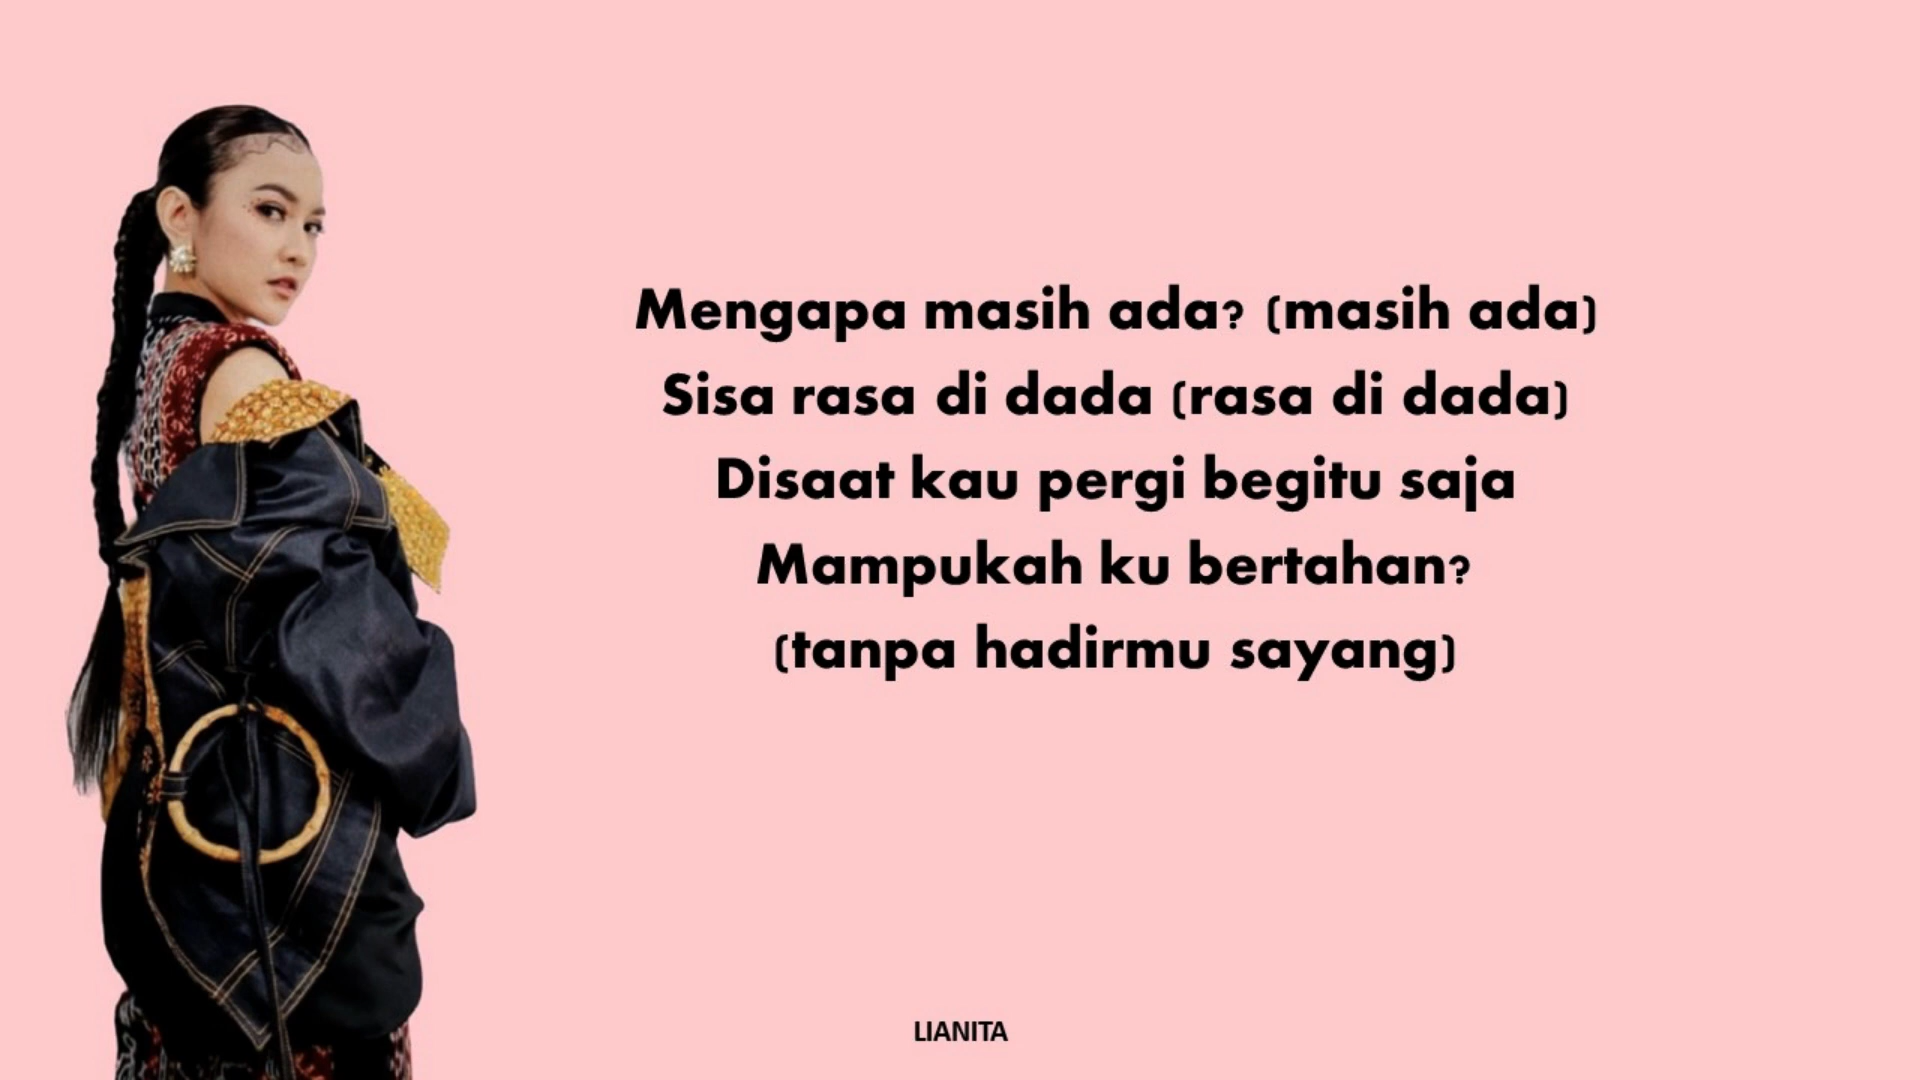 Mengapa masih ada? (masih ada)
Sisa rasa di dada (rasa di dada)
Disaat kau pergi begitu saja
Mampukah ku bertahan?
(tanpa hadirmu sayang)
LIANITA